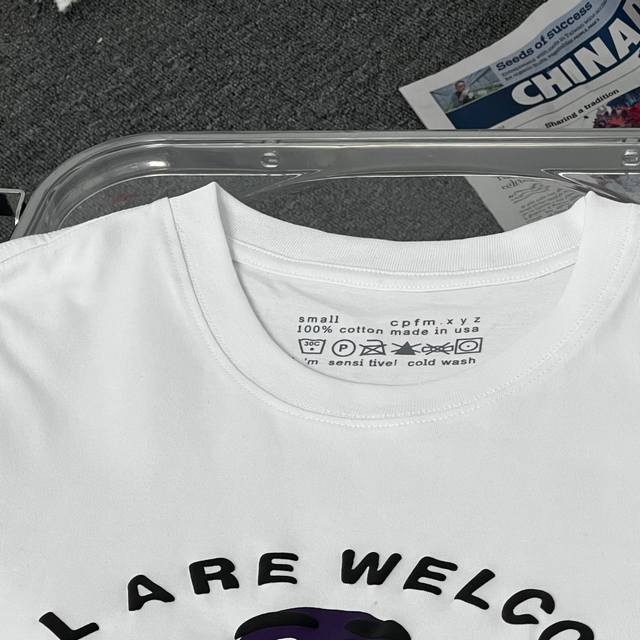 Seeds of success
CHINA
Sharing a tradition
small cpfm.xyz
100% cotton made in usa
30C P
'm sensi tivel cold wash
L ARE WELCO